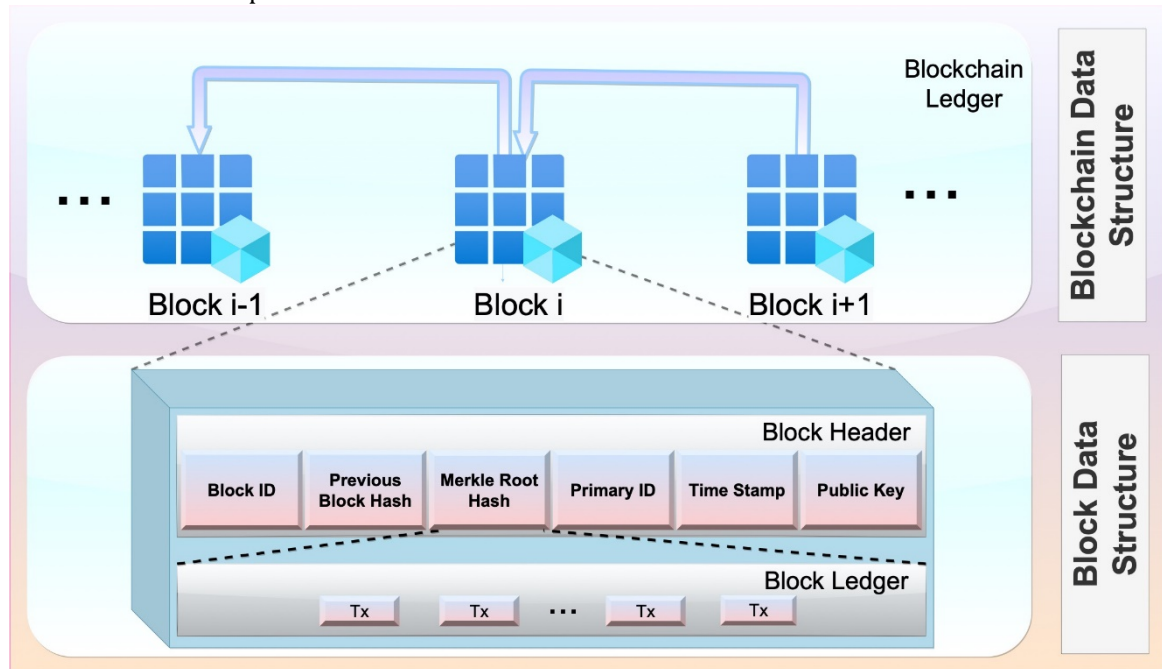 Blockchain
Ledger
...
...
Block i-1
Block i
Block i+1
Blockchain Data
Structure
Block Header
Block ID
Previous
Block Hash
Merkle Root
Hash
Primary ID
Time Stamp
Public Key
Block Ledger
Tx
Tx
...
Tx
Tx
Block Data
Structure